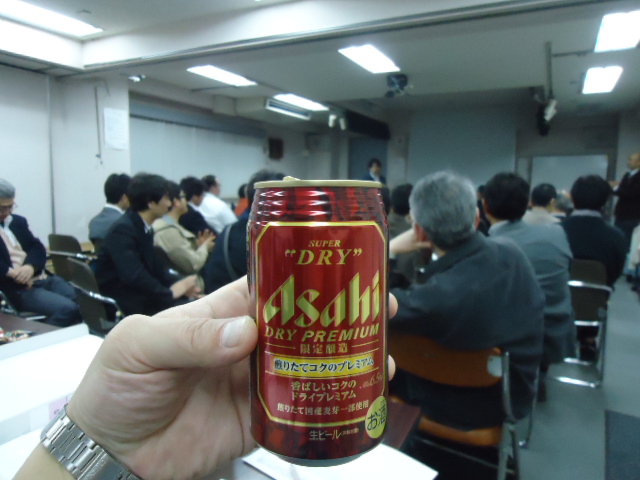 SUPER
"DRY"
Asahi
DRY PREMIUM
限定醸造
煎りたてコクのプレミアム
香ばしいコクの
ドライプレミアム
煎りたて国産麦芽一部使用
お酒
生ビール